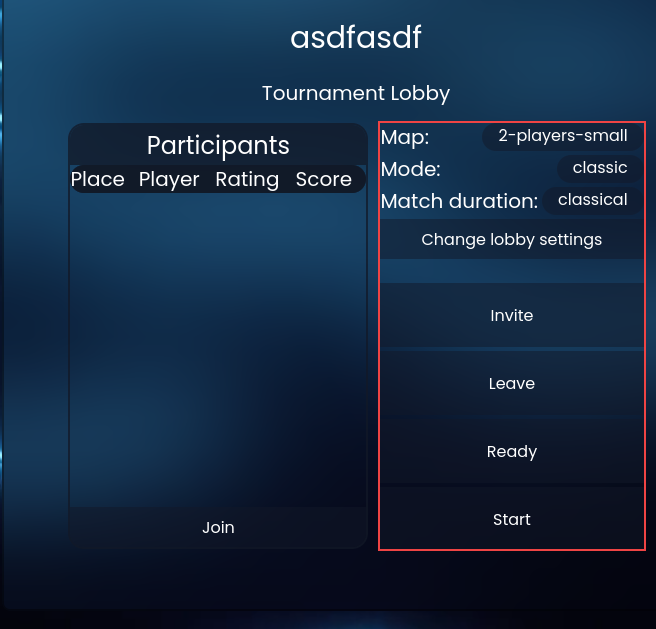 asdfasdf
Tournament Lobby
Participants
Place Player Rating Score
Join
Map: 2-players-small
Mode: classic
Match duration: classical
Change lobby settings
Invite
Leave
Ready
Start